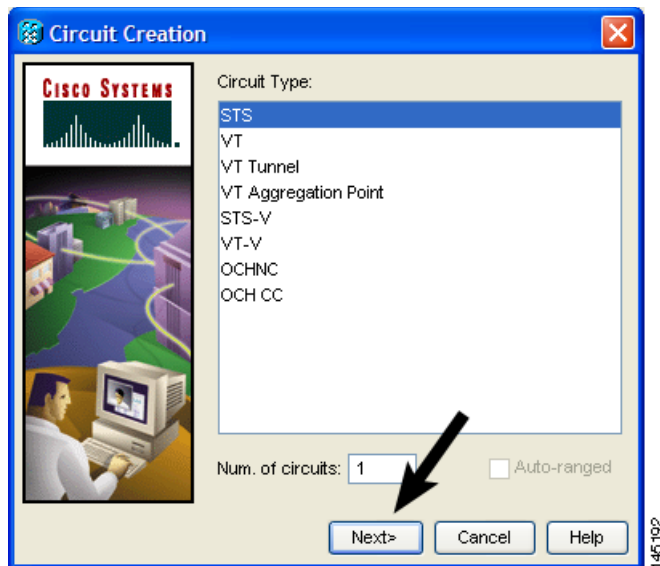 Circuit Creation
CISCO SYSTEMS
Circuit Type:
STS
VT
VT Tunnel
VT Aggregation Point
STS-V
VT-V
OCHNC
OCH CC
Num. of circuits: 1
Auto-ranged
Next>
Cancel
Help
145192